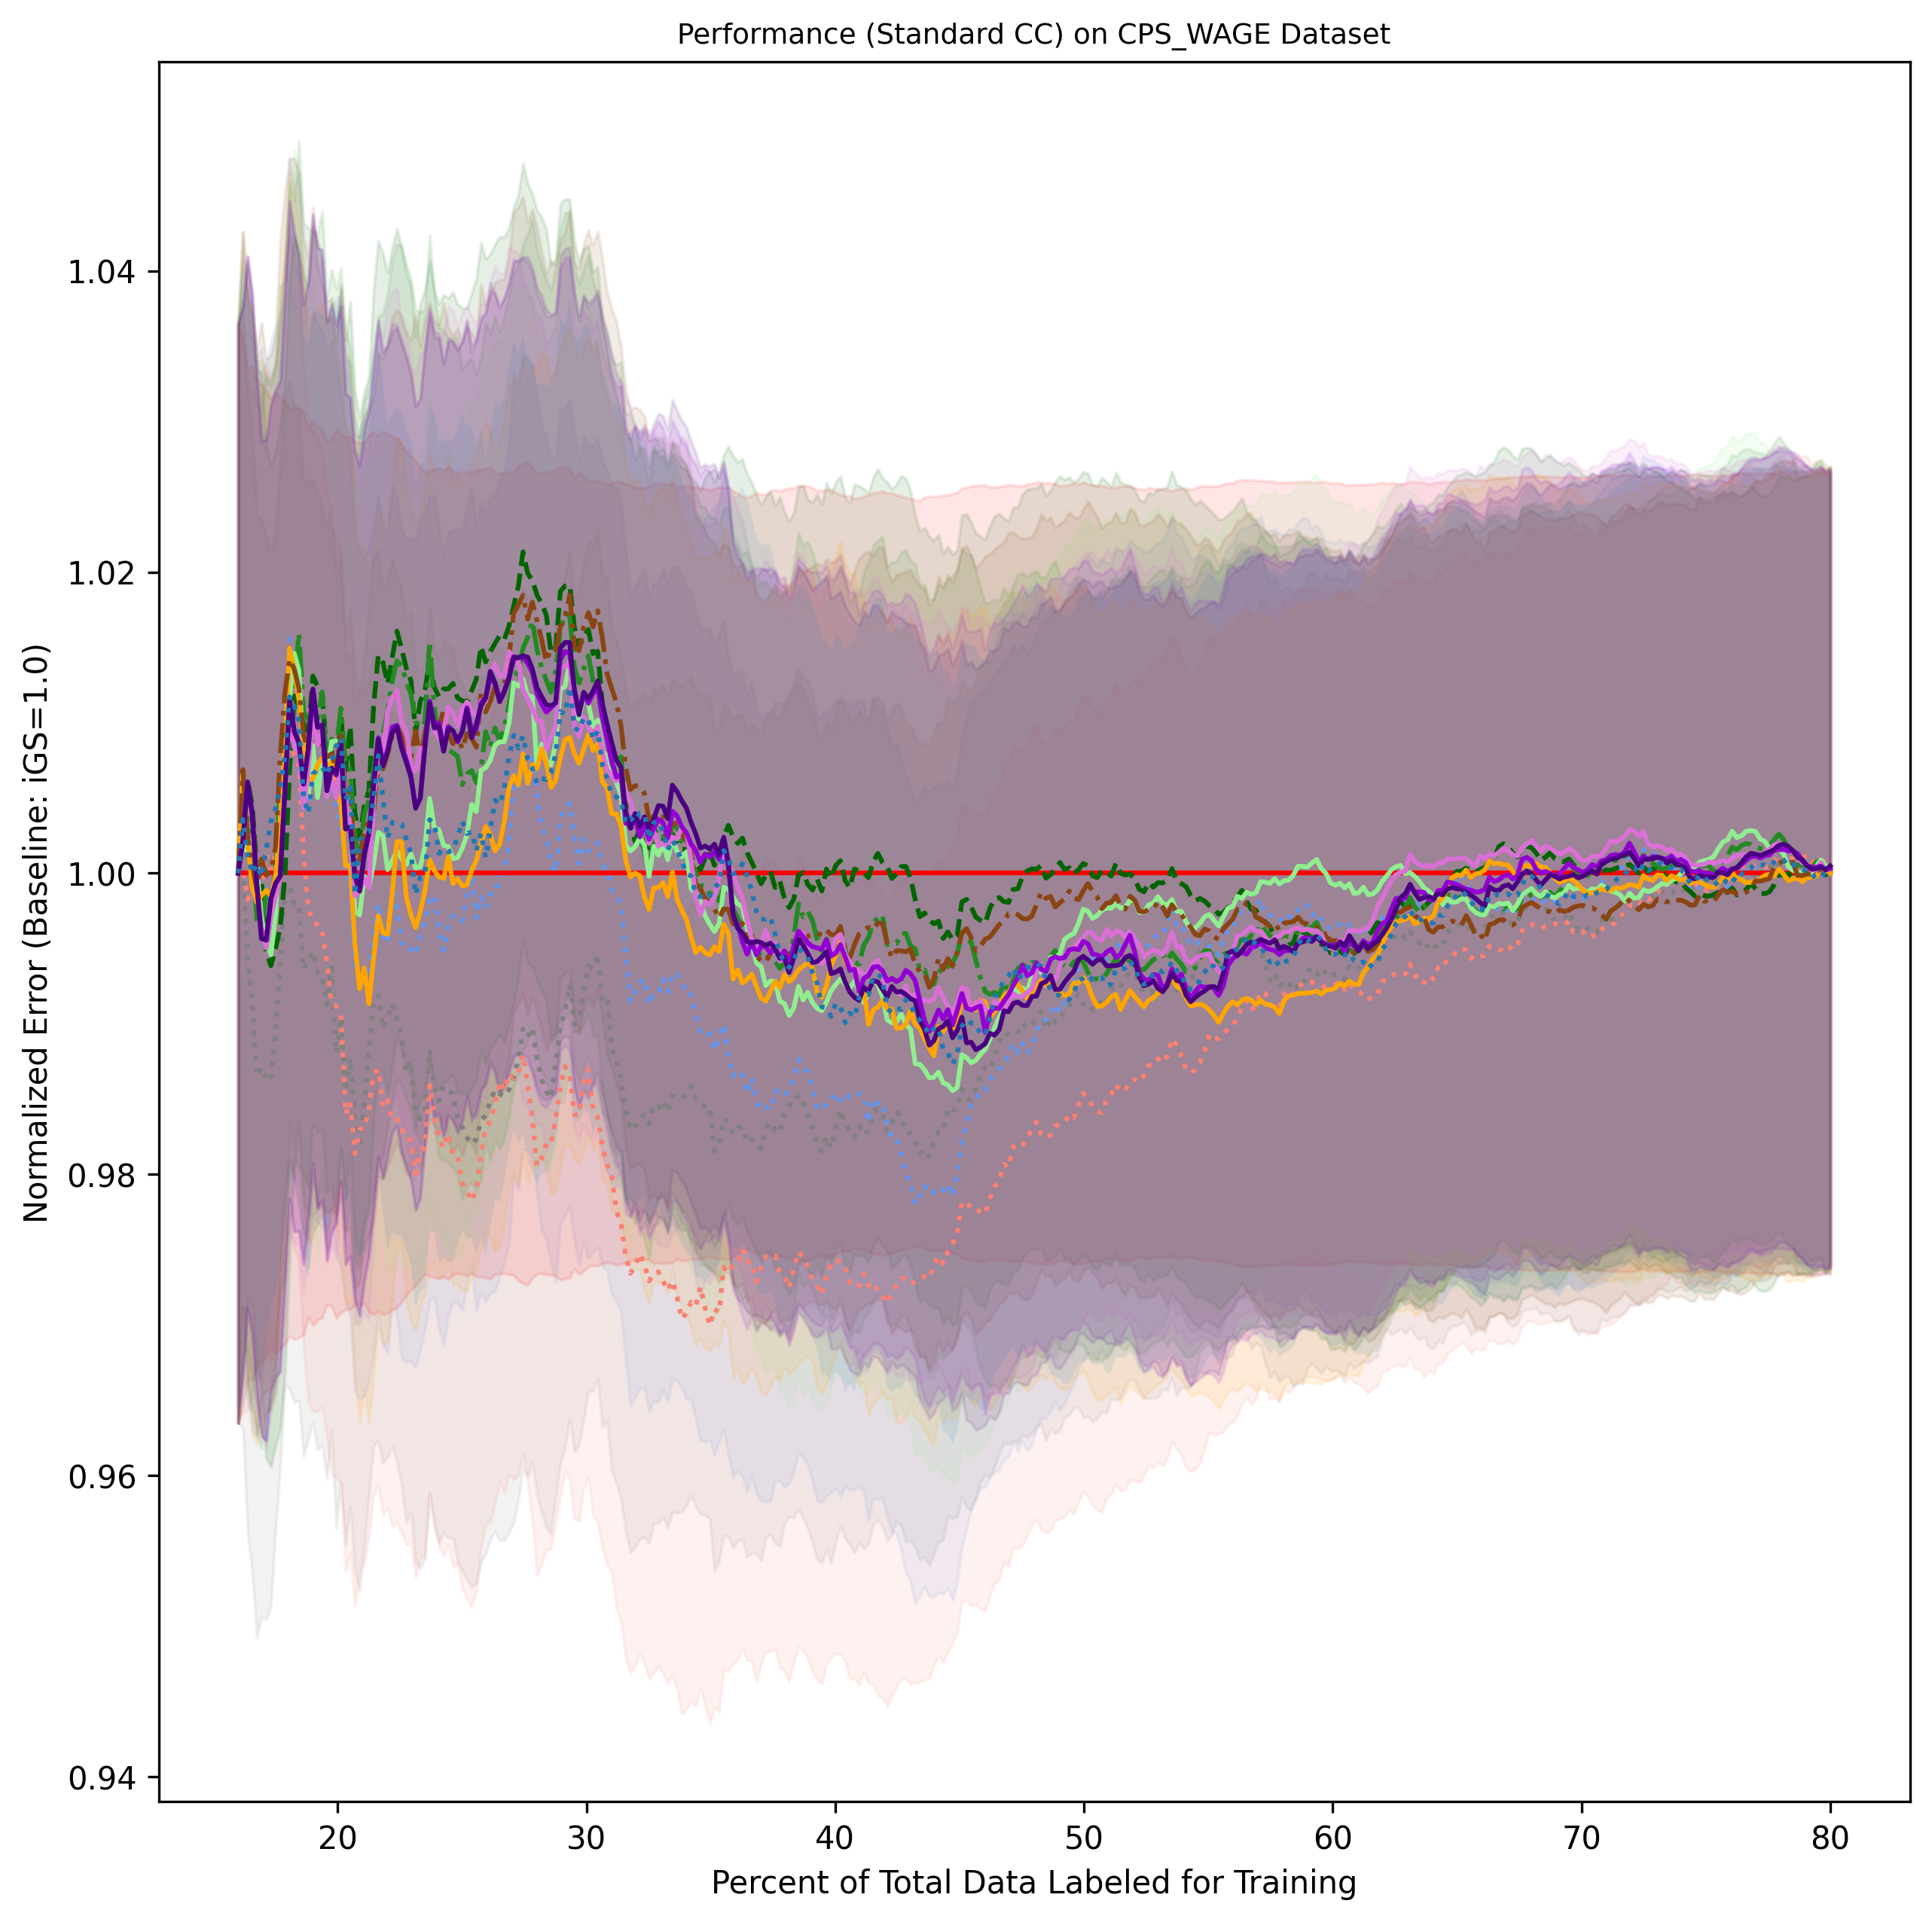 Performance (Standard CC) on CPS_WAGE Dataset
Normalized Error (Baseline: iGS=1.0)
1.04
1.02
1.00
0.98
0.96
0.94
20 30 40 50 60 70 80
Percent of Total Data Labeled for Training